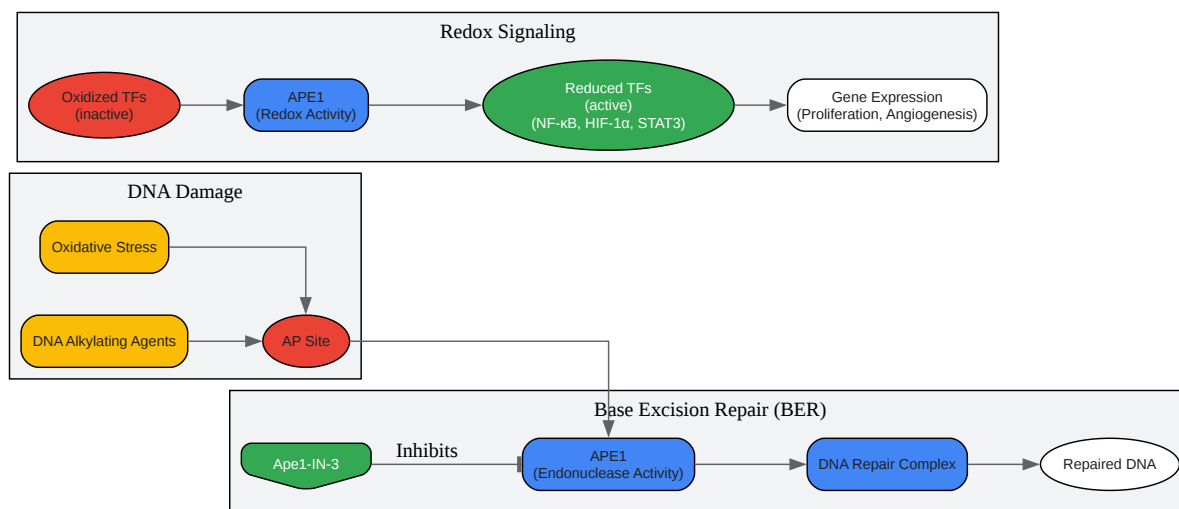 Redox Signaling
Oxidized TFs
(inactive)
APE1
(Redox Activity)
Reduced TFs
(active)
(NF-κB, HIF-1α, STAT3)
Gene Expression
(Proliferation, Angiogenesis)
DNA Damage
Oxidative Stress
DNA Alkylating Agents
AP Site
Base Excision Repair (BER)
Ape1-IN-3
Inhibits
APE1
(Endonuclease Activity)
DNA Repair Complex
Repaired DNA